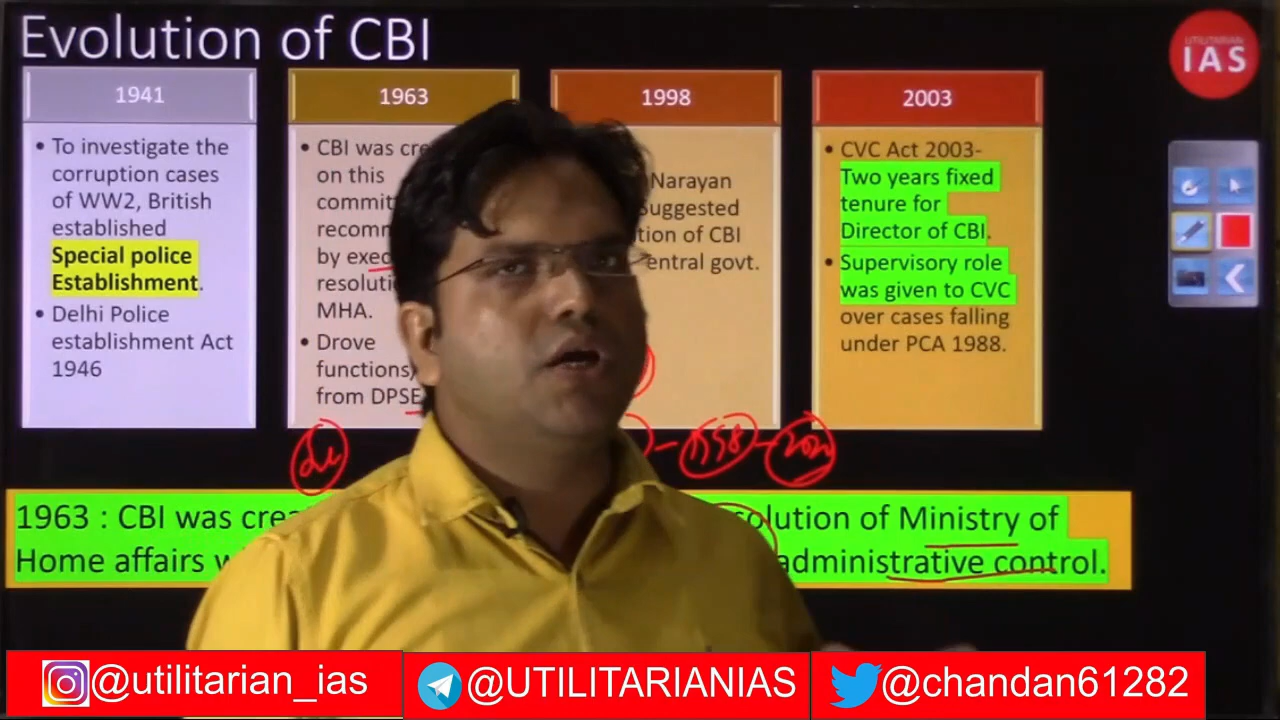 Evolution of CBI
UTILITARIAN
IAS
1941
• To investigate the
corruption cases
of WW2, British
established
Special police
Establishment.
• Delhi Police
establishment Act
1946
1963
• CBI was cre
on this
committ
recomm
by exec
resoluti
MHA.
• Drove
functions/
from DPSE
1998
Narayan
Suggested
tion of CBI
entral govt.
2003
• CVC Act 2003-
Two years fixed
tenure for
Director of CBI.
• Supervisory role
was given to CVC
over cases falling
under PCA 1988.
1963 : CBI was crea solution of Ministry of
Home affairs w administrative control.
@utilitarian_ias
@UTILITARIANIAS
@chandan61282